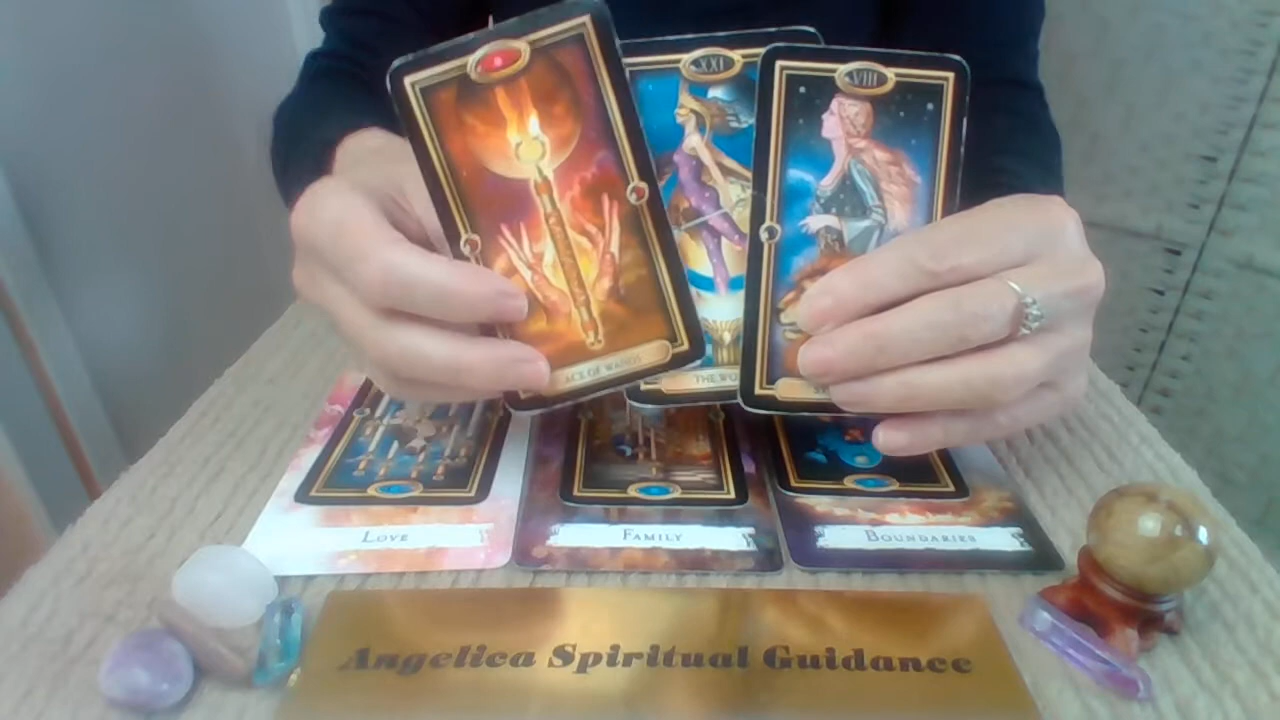 XXI
VIII
ACE OF WANDS
THE WO
Love
Family
Boundaries
Angelica Spiritual Guidance